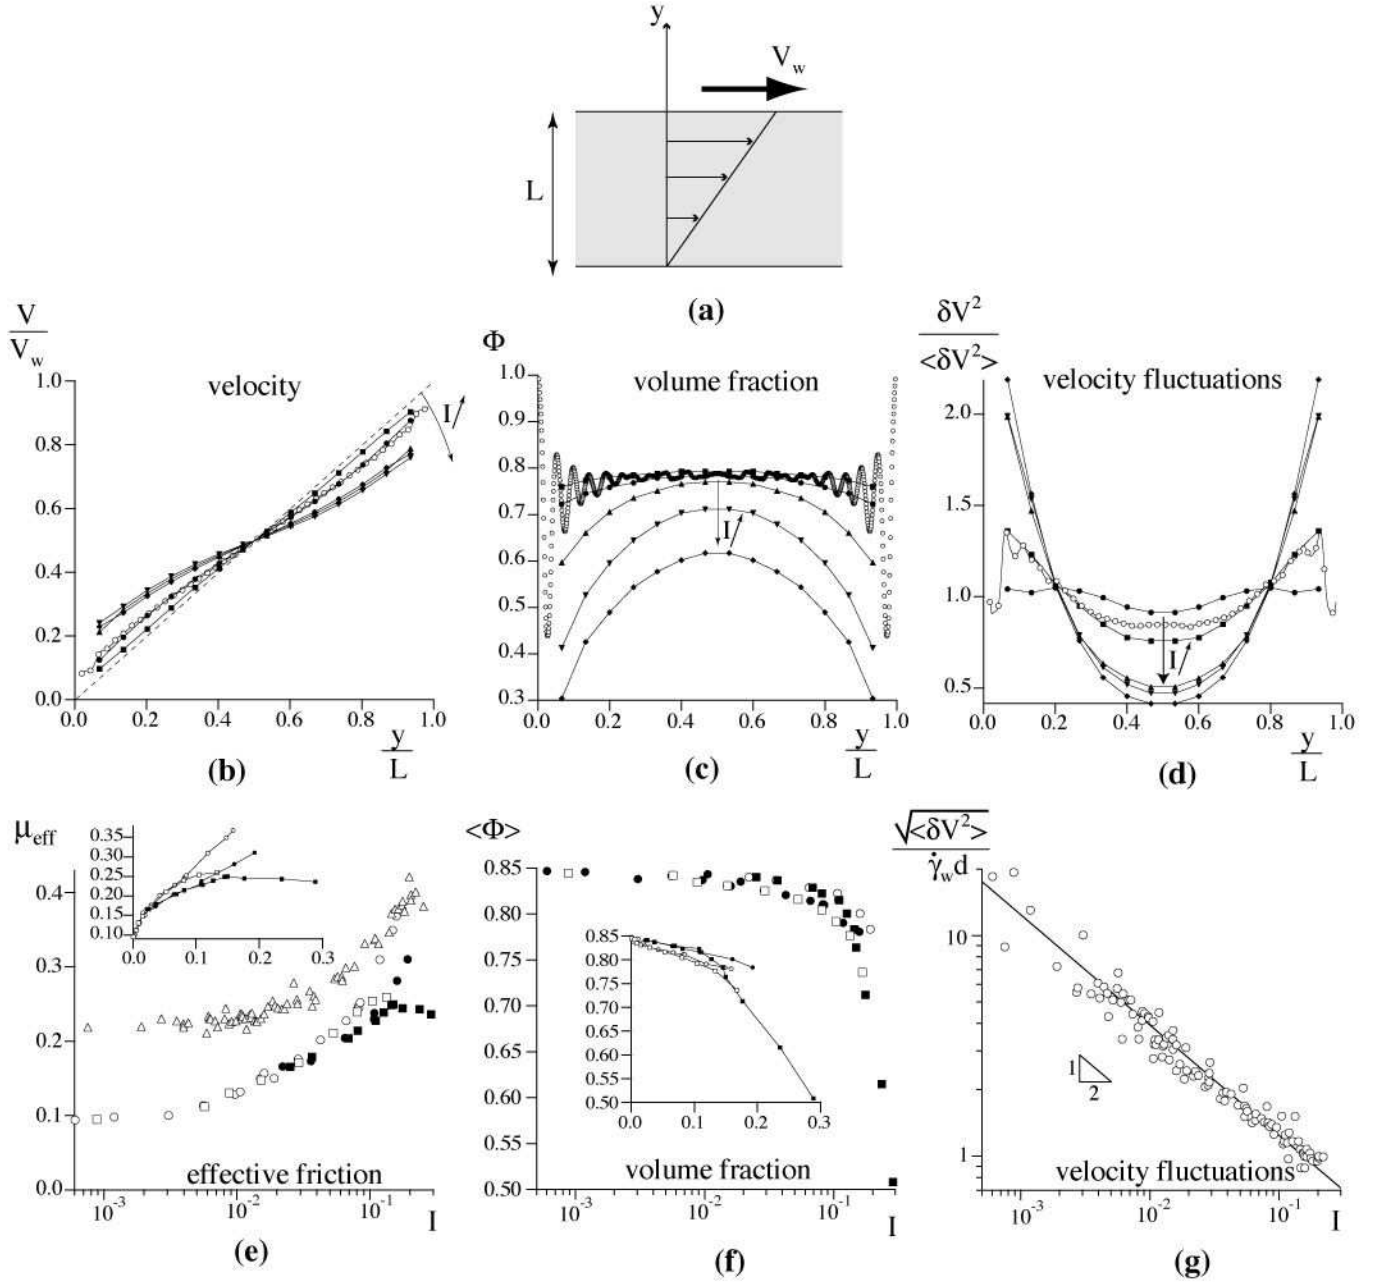 y
V_w
L
(a)
V
V_w
velocity
1.0
0.8
0.6
0.4
0.2
0.0
I
0.0 0.2 0.4 0.6 0.8 1.0
y
L
(b)
Φ
volume fraction
1.0
0.9
0.8
0.7
0.6
0.5
0.4
0.3
I
0.0 0.2 0.4 0.6 0.8 1.0
y
L
(c)
δV²
<δV²>
velocity fluctuations
2.0
1.5
1.0
0.5
I
0.0 0.2 0.4 0.6 0.8 1.0
y
L
(d)
μ_eff
0.4
0.3
0.2
0.1
0.0
0.35
0.30
0.25
0.20
0.15
0.10
0.0 0.1 0.2 0.3
effective friction
10⁻³ 10⁻² 10⁻¹ I
(e)
<Φ>
0.85
0.80
0.75
0.70
0.65
0.60
0.55
0.50
0.85
0.80
0.75
0.70
0.65
0.60
0.55
0.50
0.0 0.1 0.2 0.3
volume fraction
10⁻³ 10⁻² 10⁻¹ I
(f)
√<δV²>
γ̇_w d
10
1
1
2
velocity fluctuations
10⁻³ 10⁻² 10⁻¹ I
(g)